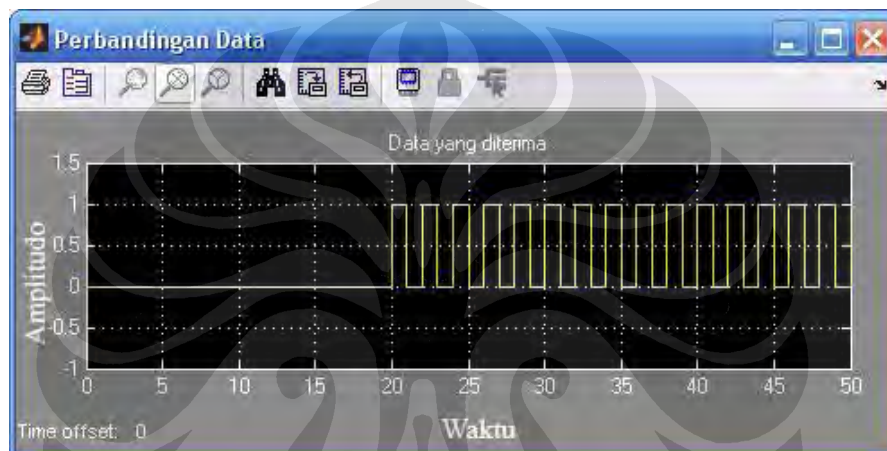 Perbandingan Data
Data yang diterima
1.5
1
0.5
0
-0.5
-1
Amplitudo
0 5 10 15 20 25 30 35 40 45 50
Time offset: 0
Waktu